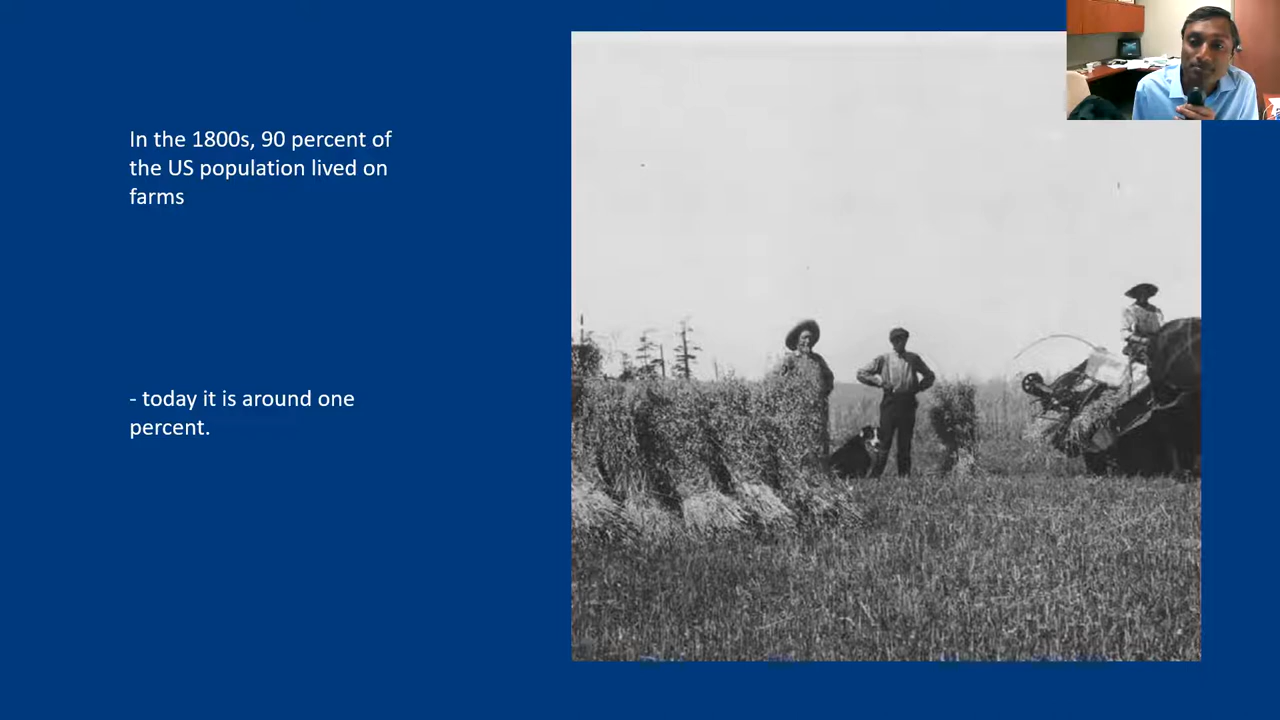 In the 1800s, 90 percent of
the US population lived on
farms
- today it is around one
percent.